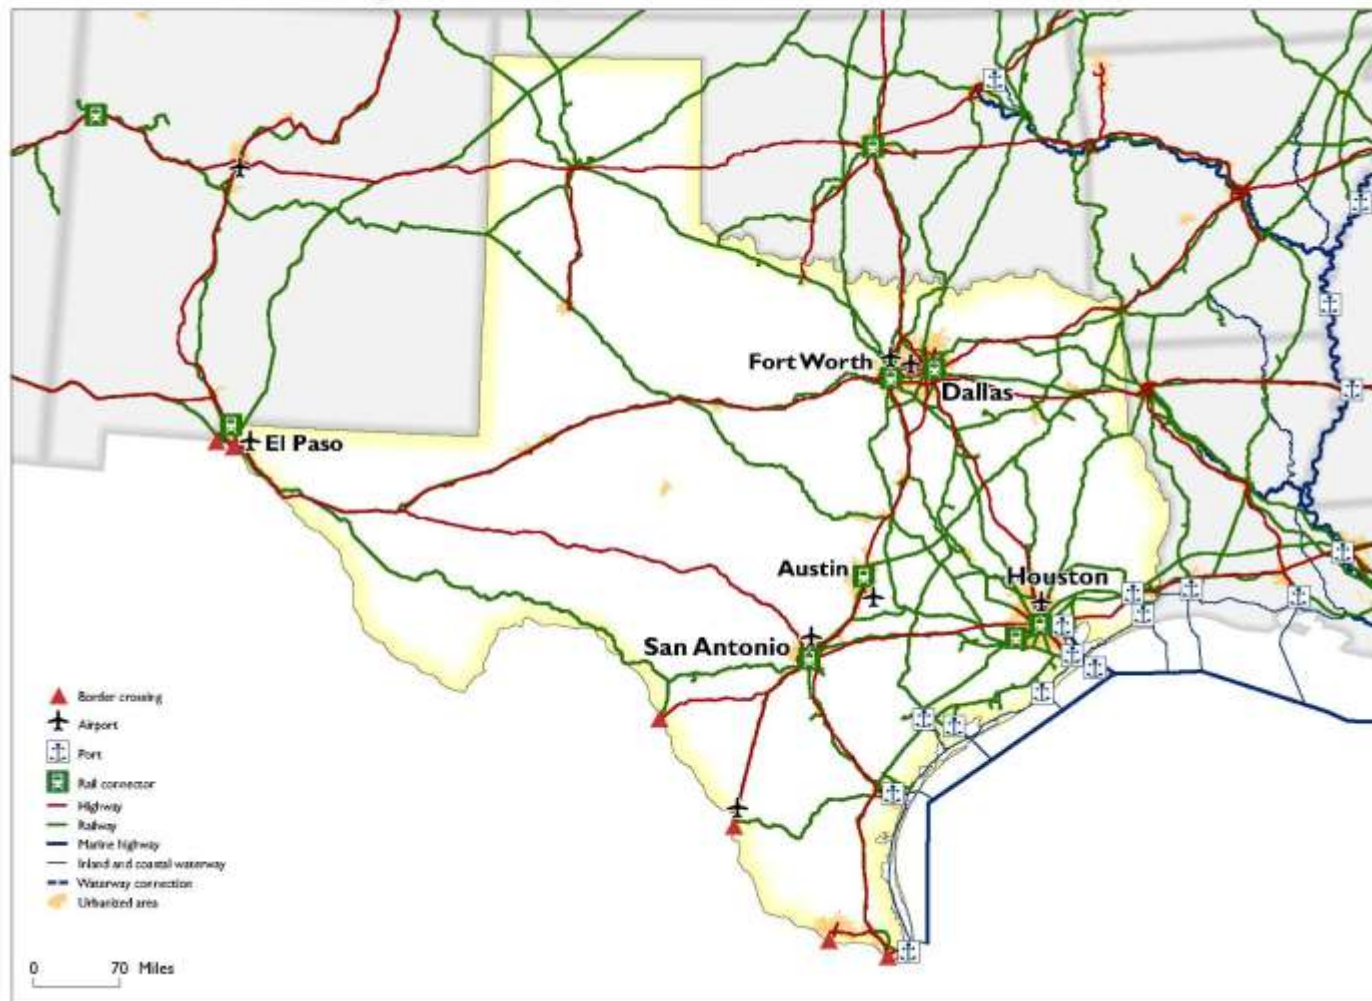 Fort Worth
Dallas
El Paso
Austin
Houston
San Antonio
Border crossing
Airport
Port
Rail connector
Highway
Railway
Marine highway
Inland and coastal waterway
Waterway connection
Urbanized area
0 70 Miles